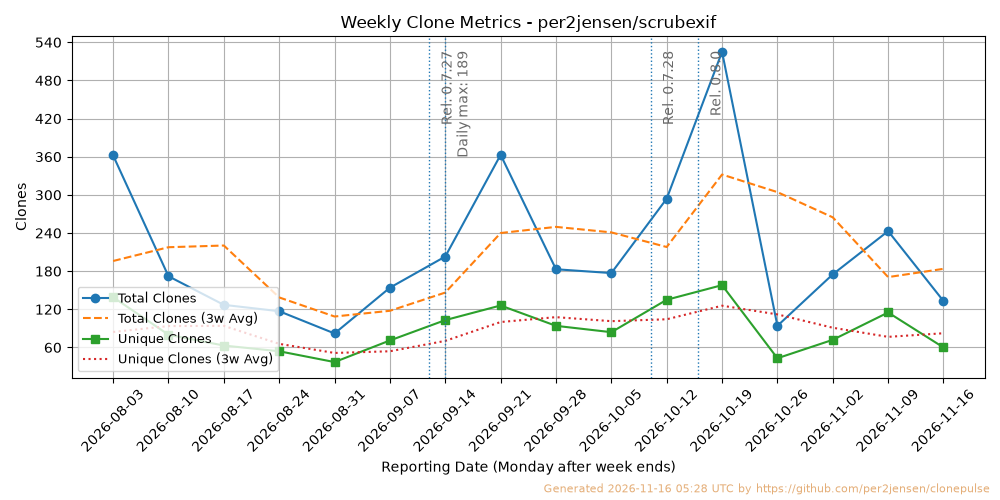 Weekly Clone Metrics - per2jensen/scrubexif
540
480
420
360
300
240
180
120
60
Clones
Rel. 0.7.27
Daily max: 189
Rel. 0.7.28
Rel. 0.8.0
Total Clones
Total Clones (3w Avg)
Unique Clones
Unique Clones (3w Avg)
2026-08-03
2026-08-10
2026-08-17
2026-08-24
2026-08-31
2026-09-07
2026-09-14
2026-09-21
2026-09-28
2026-10-05
2026-10-12
2026-10-19
2026-10-26
2026-11-02
2026-11-09
2026-11-16
Reporting Date (Monday after week ends)
Generated 2026-11-16 05:28 UTC by https://github.com/per2jensen/clonepulse